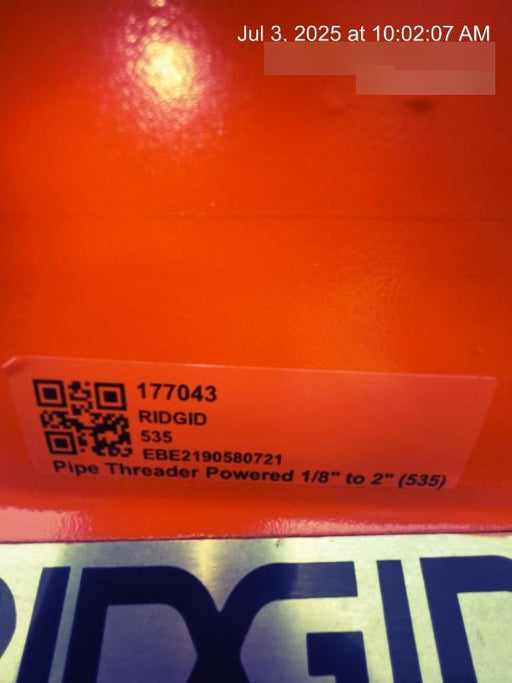 Jul 3, 2025 at 10:02:07 AM
177043
RIDGID
535
EBE2190580721
Pipe Threader Powered 1/8" to 2" (535)
RIDGID